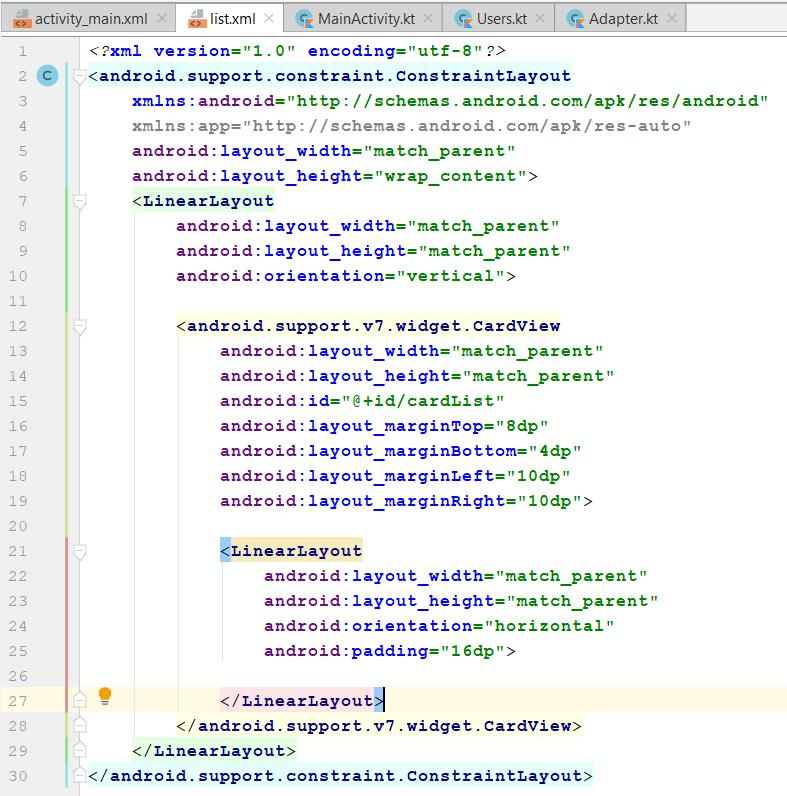 activity_main.xml list.xml MainActivity.kt Users.kt Adapter.kt
1 <?xml version="1.0" encoding="utf-8"?>
2 <android.support.constraint.ConstraintLayout
3 xmlns:android="http://schemas.android.com/apk/res/android"
4 xmlns:app="http://schemas.android.com/apk/res-auto"
5 android:layout_width="match_parent"
6 android:layout_height="wrap_content">
7 <LinearLayout
8 android:layout_width="match_parent"
9 android:layout_height="match_parent"
10 android:orientation="vertical">
11
12 <android.support.v7.widget.CardView
13 android:layout_width="match_parent"
14 android:layout_height="match_parent"
15 android:id="@+id/cardList"
16 android:layout_marginTop="8dp"
17 android:layout_marginBottom="4dp"
18 android:layout_marginLeft="10dp"
19 android:layout_marginRight="10dp">
20
21 <LinearLayout
22 android:layout_width="match_parent"
23 android:layout_height="match_parent"
24 android:orientation="horizontal"
25 android:padding="16dp">
26
27 </LinearLayout>
28 </android.support.v7.widget.CardView>
29 </LinearLayout>
30 </android.support.constraint.ConstraintLayout>